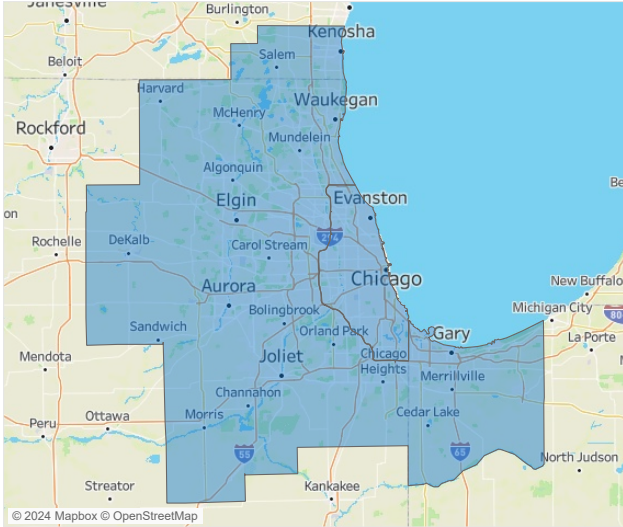 Janesville
Burlington
Kenosha
Beloit
Salem
Harvard
Waukegan
McHenry
Rockford
Mundelein
Algonquin
Be
Elgin
Evanston
on
DeKalb
Carol Stream
294
Rochelle
Chicago
New Buffalo
Aurora
Michigan City
80
Bolingbrook
Sandwich
Orland Park
Gary
La Porte
Mendota
Joliet
Chicago
Heights
Merrillville
Channahon
Ottawa
Morris
Cedar Lake
Peru
55
65
North Judson
Streator
Kankakee
© 2024 Mapbox © OpenStreetMap